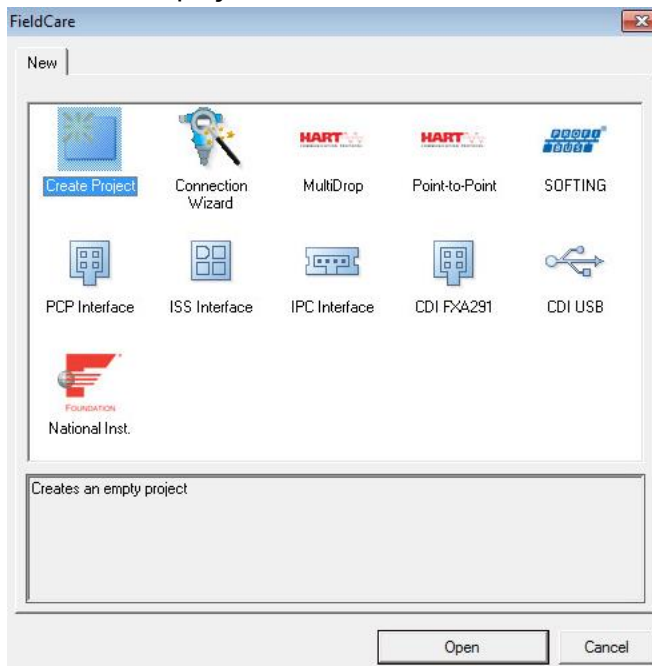 FieldCare
New
HART
HART
PROFI
BUS
Create Project
Connection
Wizard
MultiDrop
Point-to-Point
SOFTING
PCP Interface
ISS Interface
IPC Interface
CDI FXA291
CDI USB
FOUNDATION
National Inst.
Creates an empty project
Open
Cancel